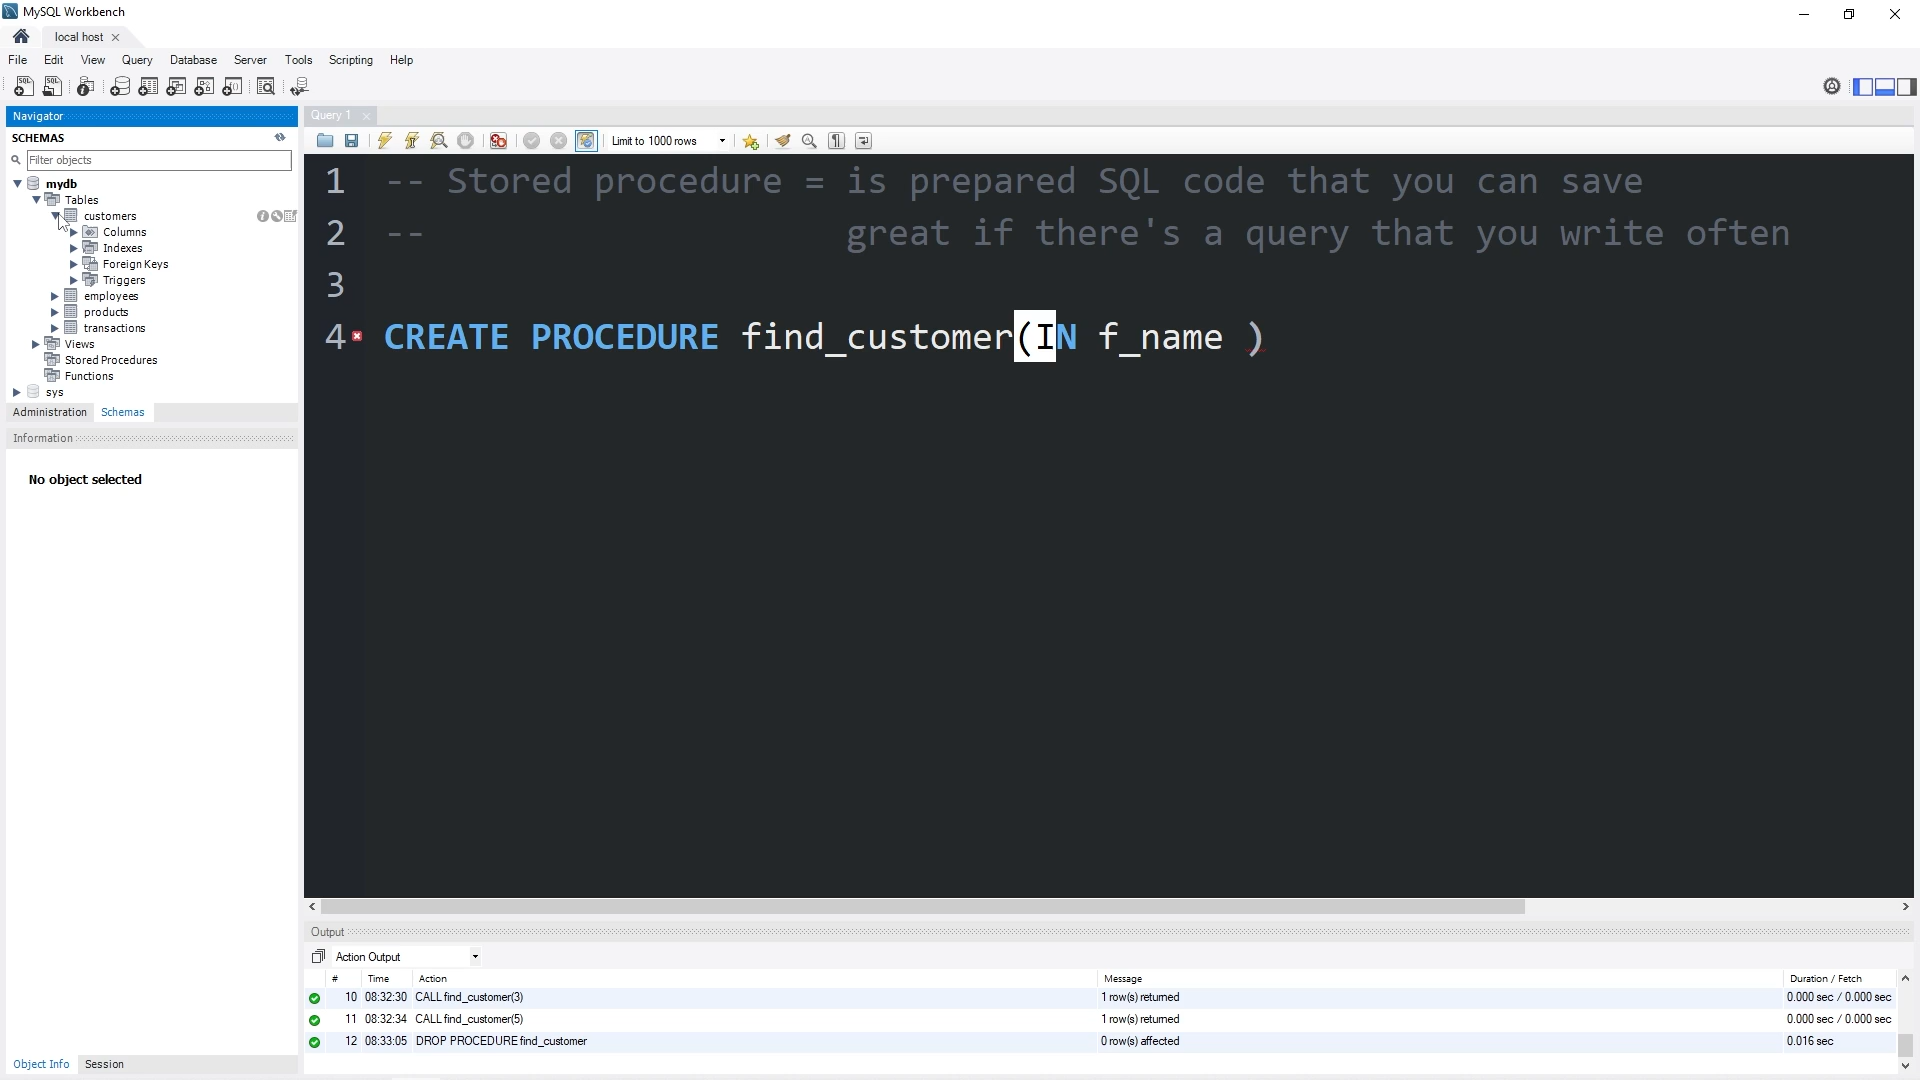 MySQL Workbench
local host
File Edit View Query Database Server Tools Scripting Help
Navigator
SCHEMAS
Filter objects
mydb
Tables
customers
Columns
Indexes
Foreign Keys
Triggers
employees
products
transactions
Views
Stored Procedures
Functions
sys
Administration Schemas
Information
No object selected
Object Info Session
Query 1
Limit to 1000 rows
1 -- Stored procedure = is prepared SQL code that you can save
2 -- great if there's a query that you write often
3
4 CREATE PROCEDURE find_customer(IN f_name )
Output
Action Output
# Time Action Message Duration / Fetch
10 08:32:30 CALL find_customer(3) 1 row(s) returned 0.000 sec / 0.000 sec
11 08:32:34 CALL find_customer(5) 1 row(s) returned 0.000 sec / 0.000 sec
12 08:33:05 DROP PROCEDURE find_customer 0 row(s) affected 0.016 sec